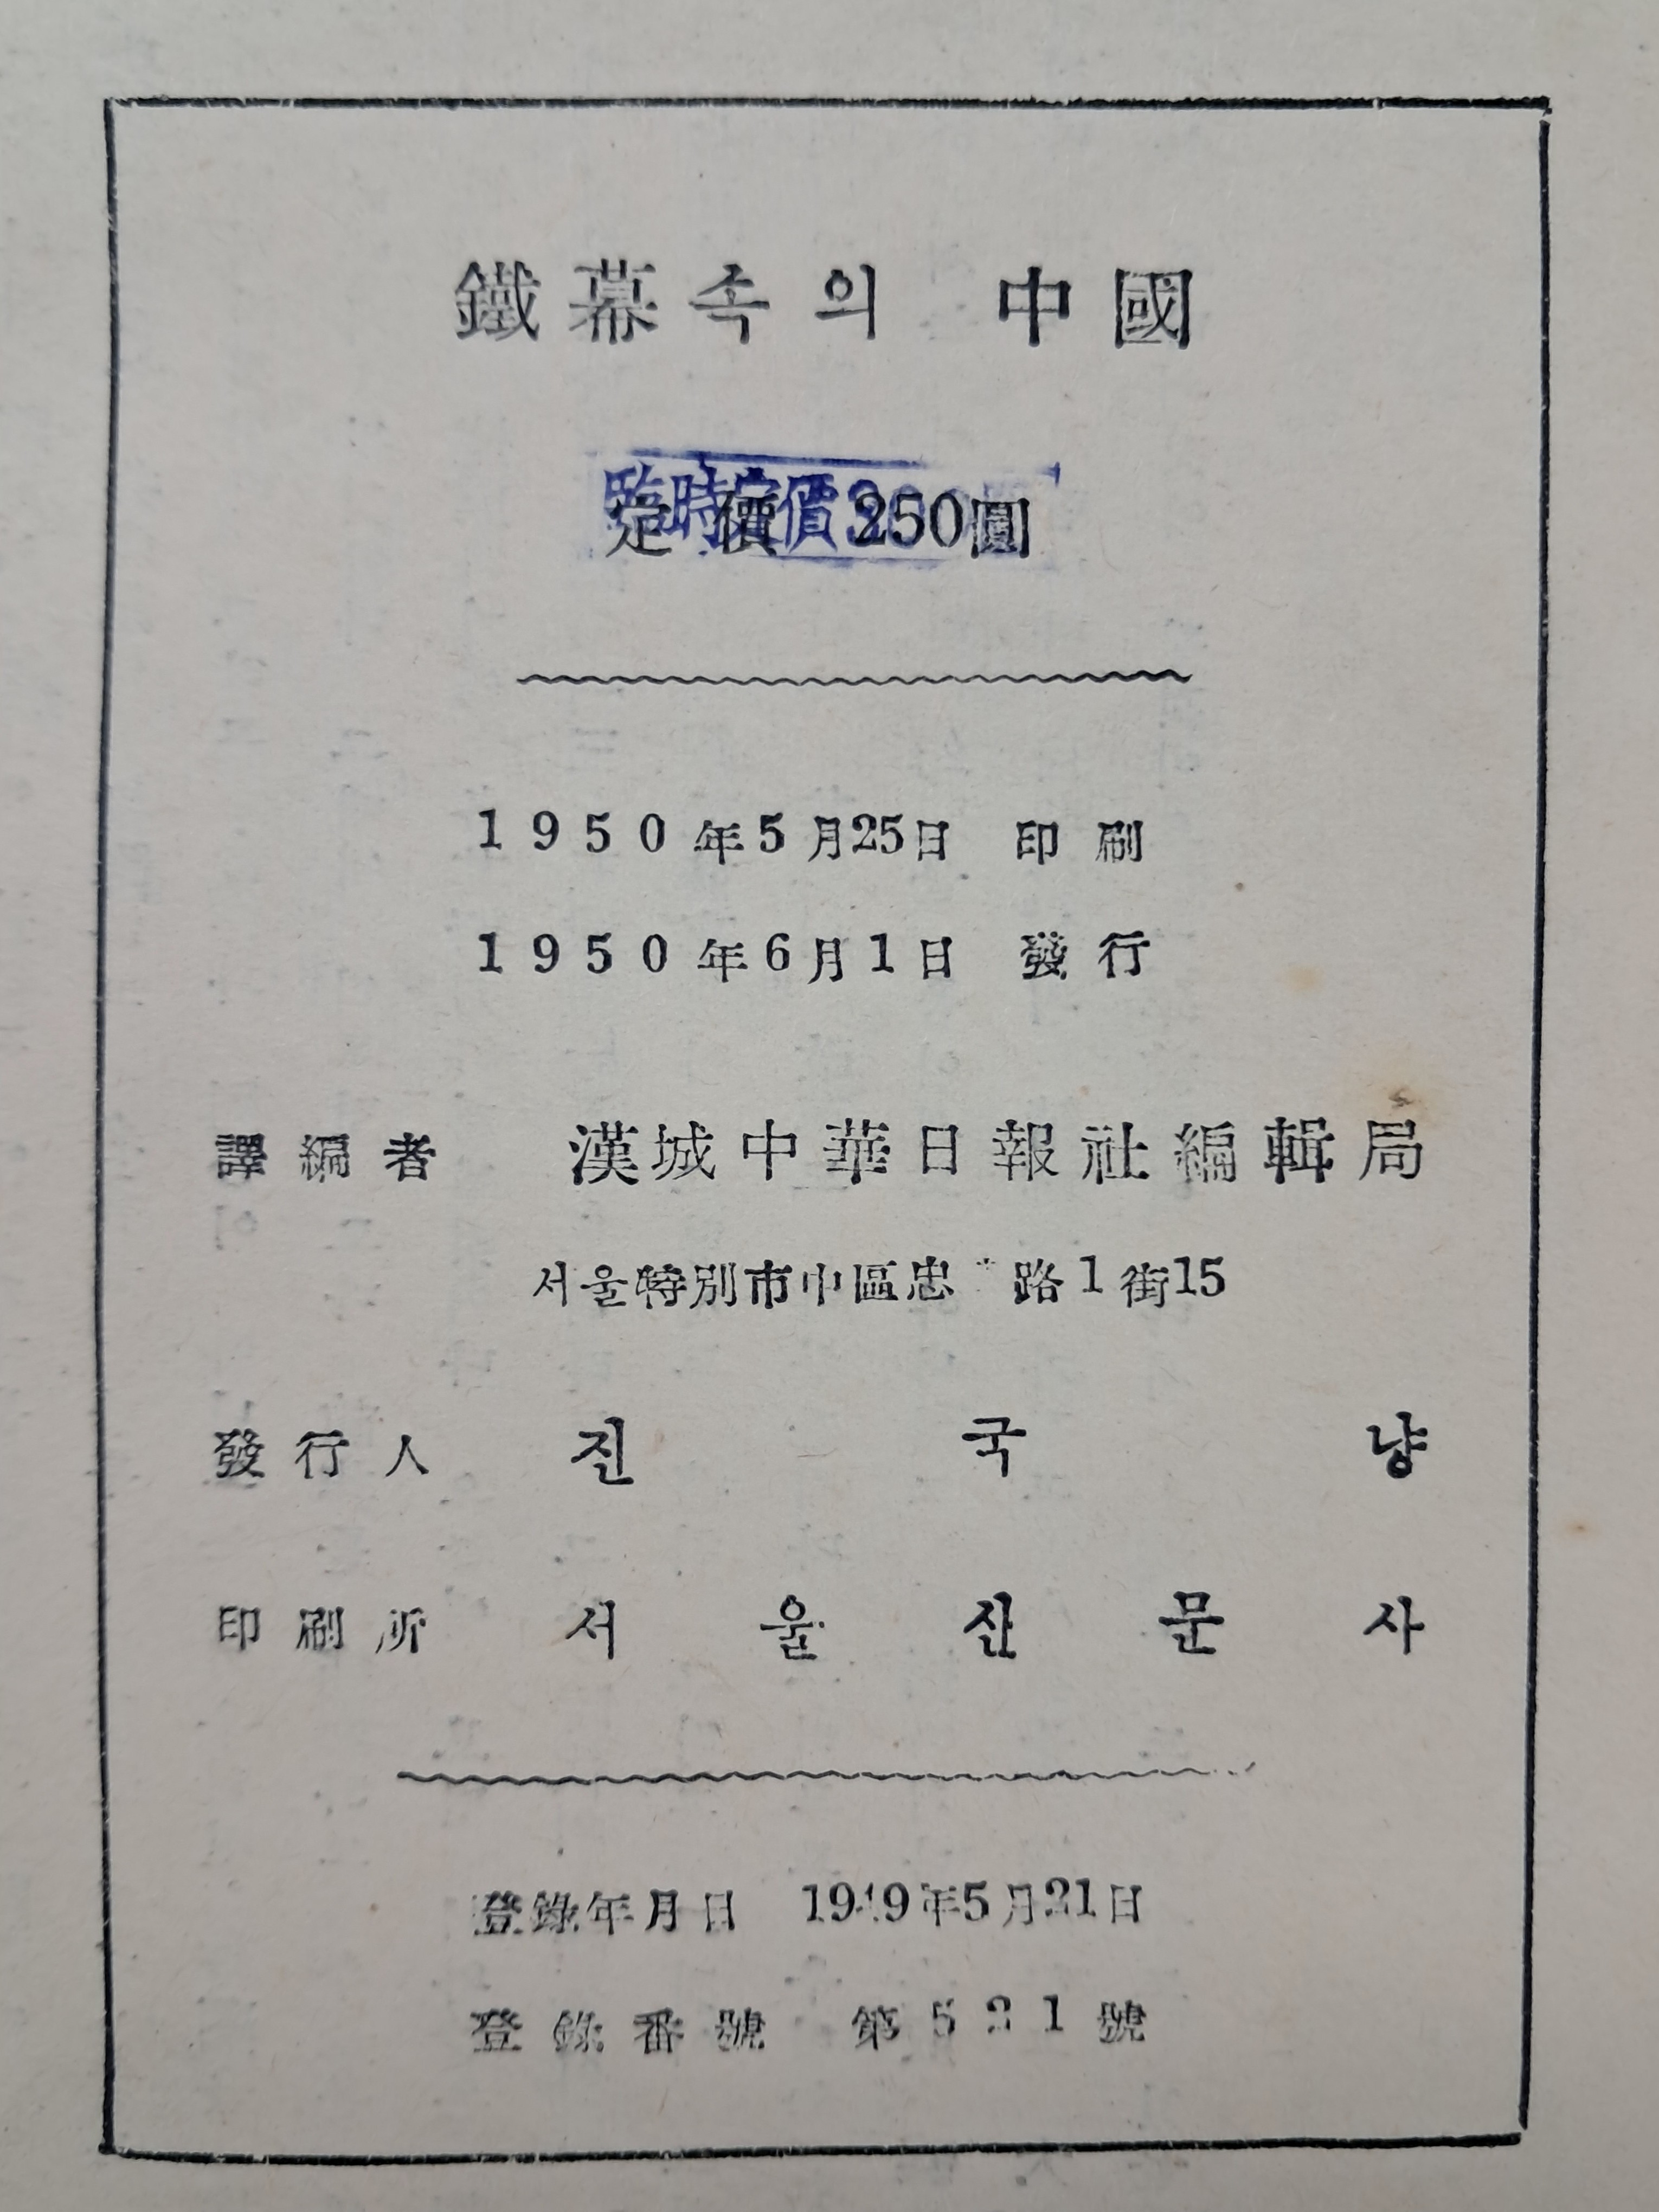 鐵幕속의 中國
定價 250圓
臨時定價
1950年5月25日 印刷
1950年6月1日 發行
譯編者 漢城中華日報社編輯局
서울特別市中區忠 路1街15
發行人 진국냥
印刷所 서울산문사
登錄年月日 1949年5月21日
登錄番號 第 1號